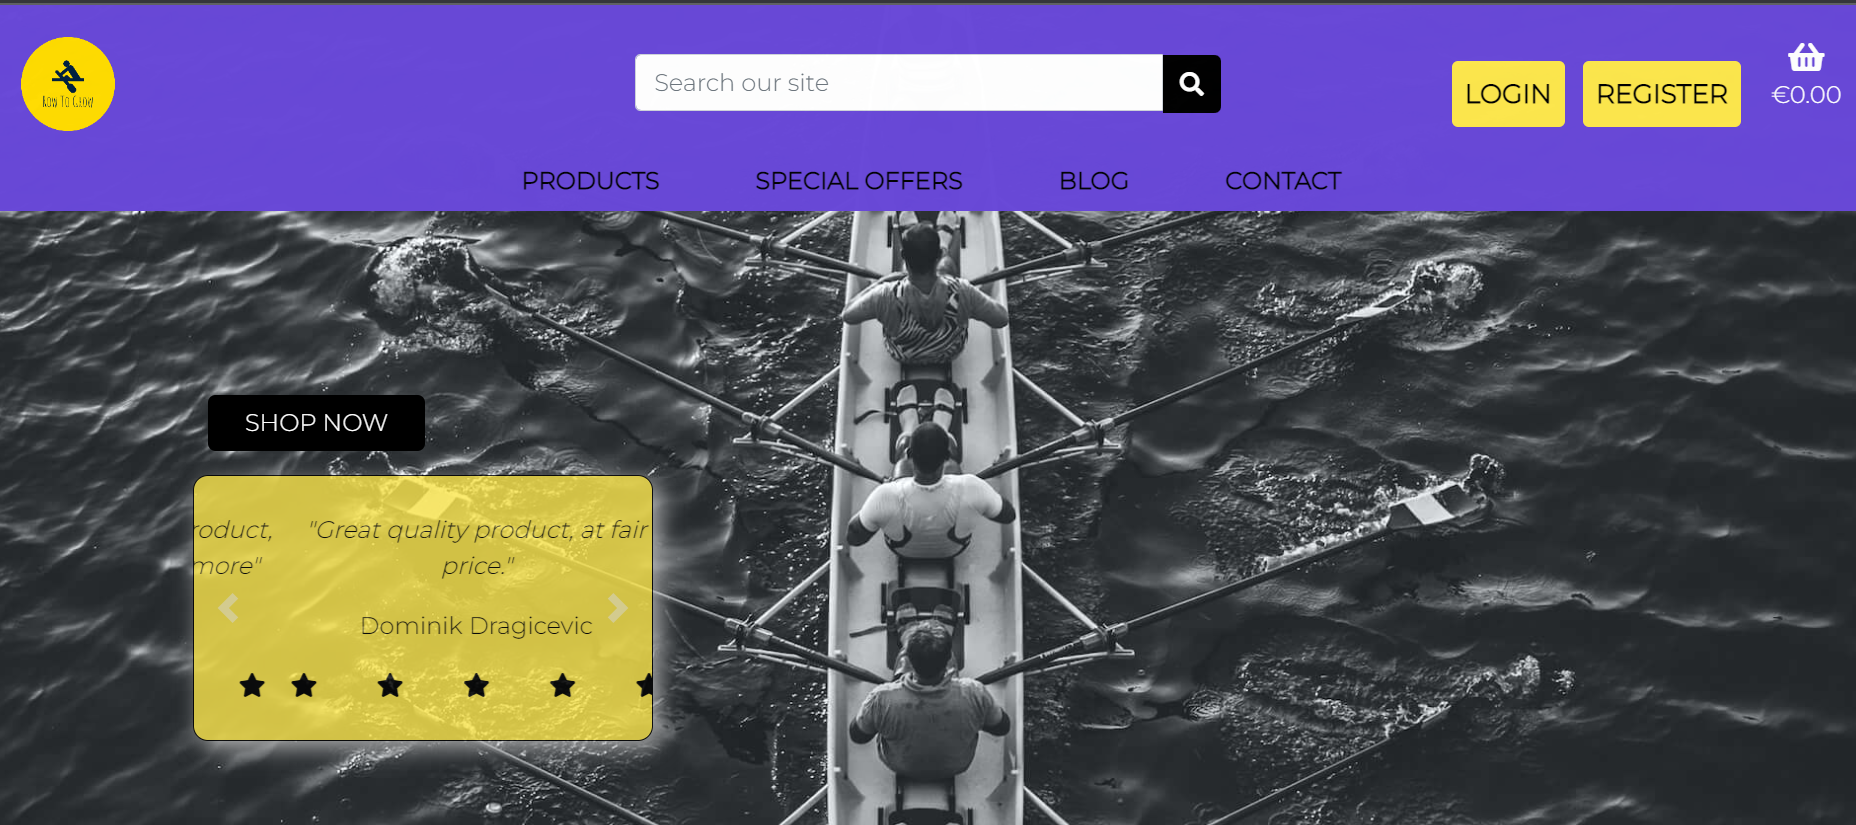 Row To Grow
Search our site
LOGIN
REGISTER
€0.00
PRODUCTS
SPECIAL OFFERS
BLOG
CONTACT
SHOP NOW
roduct,
more"
"Great quality product, at fair
price."
Dominik Dragicevic